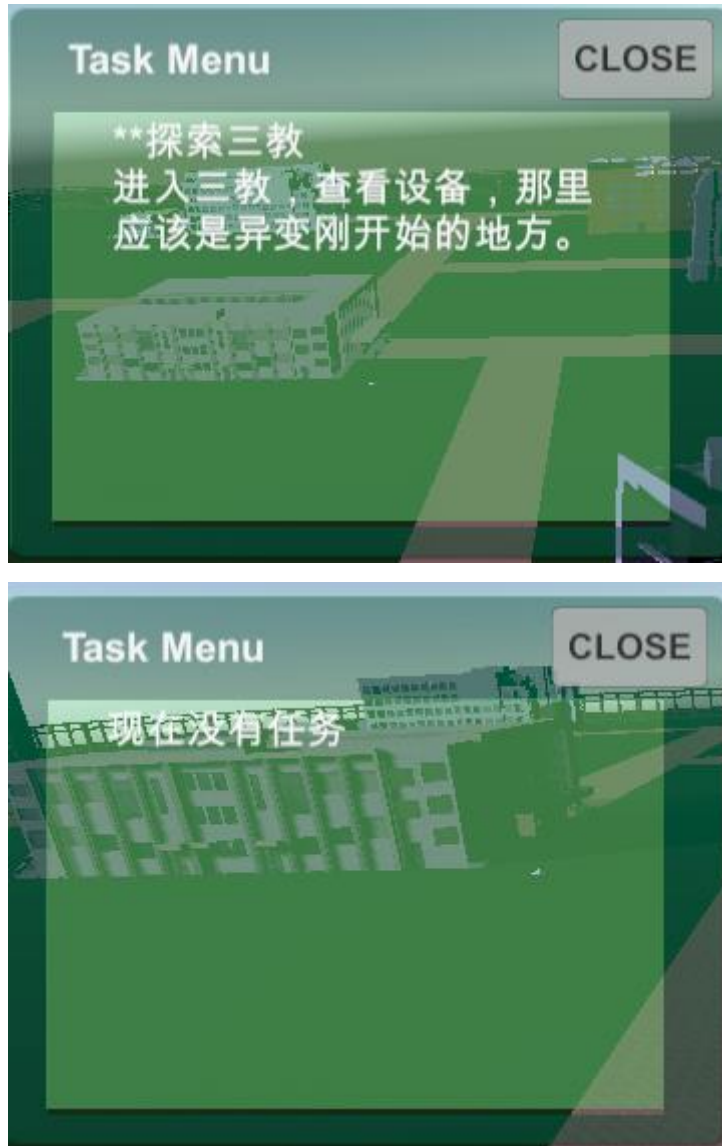 Task Menu
CLOSE
**探索三教
进入三教，查看设备，那里
应该是异变刚开始的地方。
Task Menu
CLOSE
现在没有任务